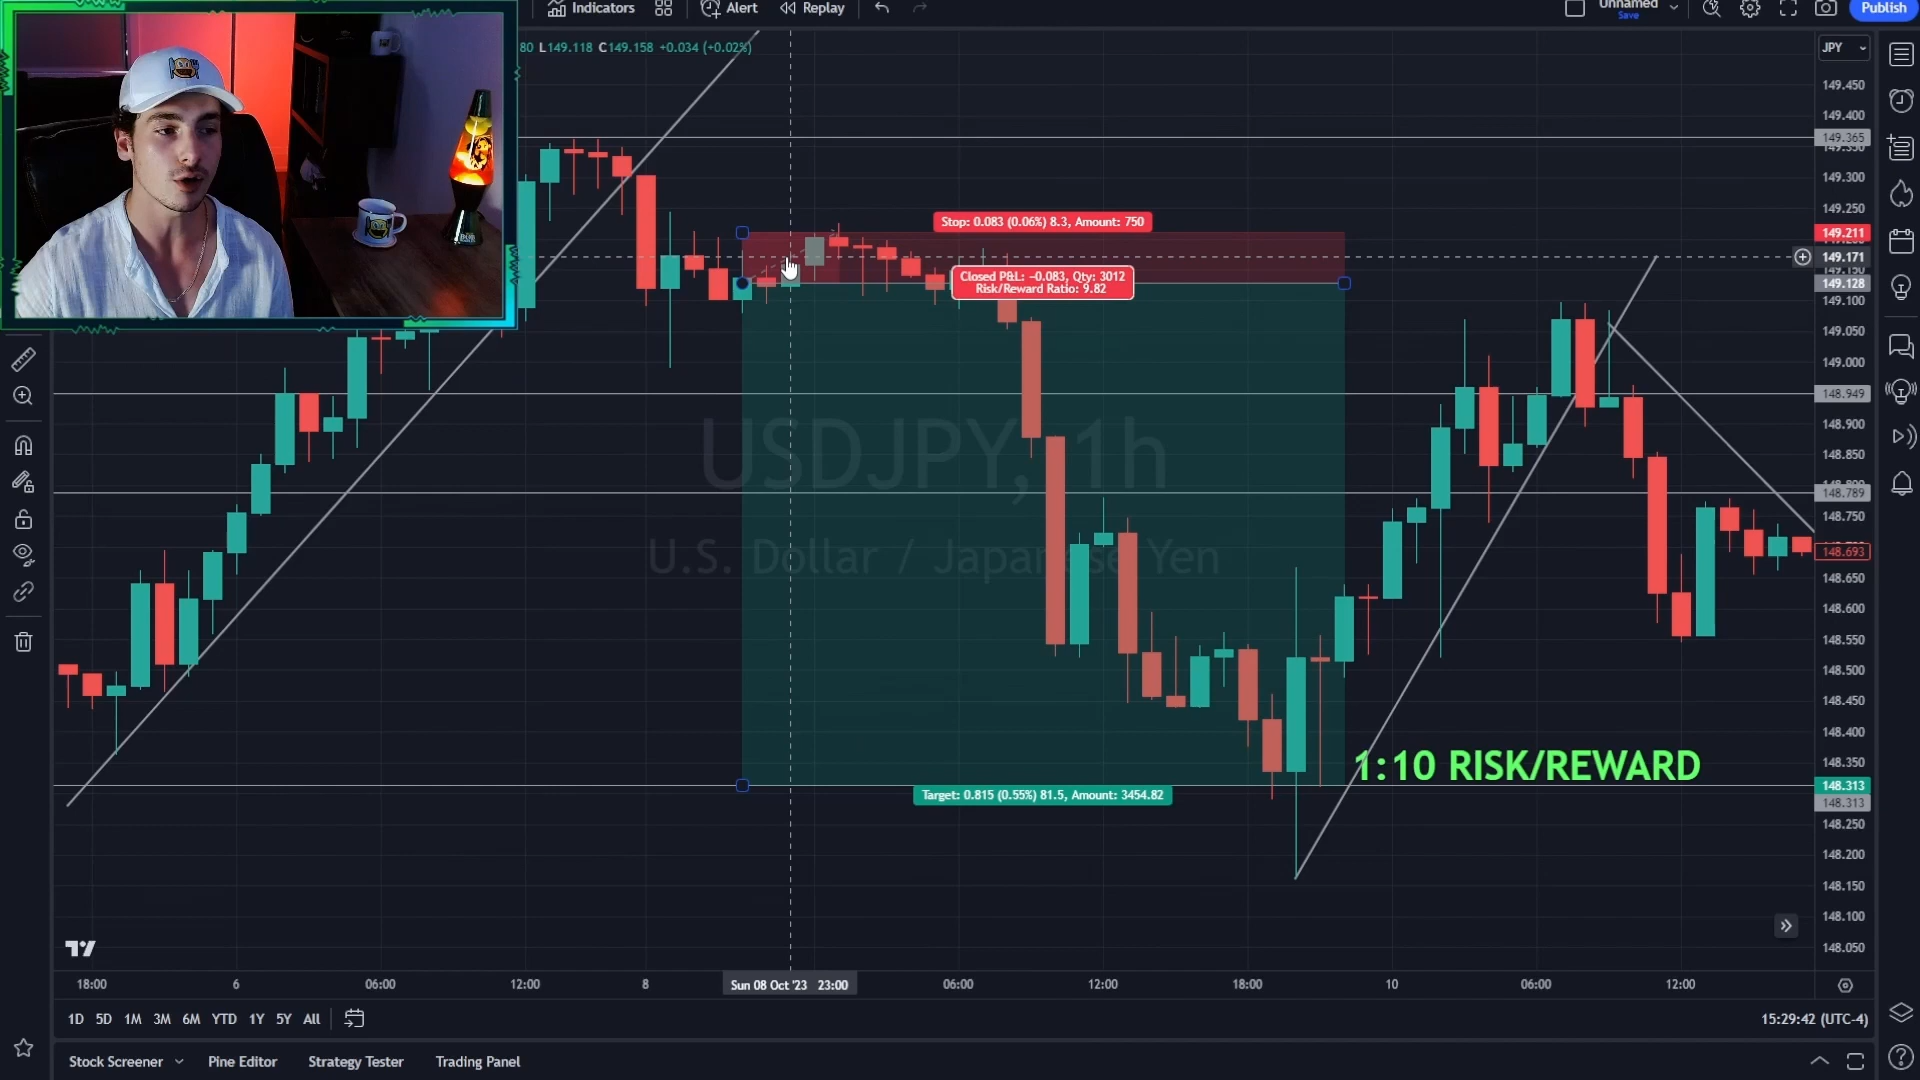 Indicators
Alert
Replay
Unnamed
Save
Publish
80 L149.118 C149.158 +0.034 (+0.02%)
JPY
149.450
149.400
149.365
149.350
149.300
149.250
149.211
149.171
149.150
149.128
149.100
149.050
149.000
148.949
148.900
148.850
148.789
148.750
148.693
148.650
148.600
148.550
148.500
148.450
148.400
148.350
148.313
148.313
148.250
148.200
148.150
148.100
148.050
Stop: 0.083 (0.06%) 8.3, Amount: 750
Closed P&L: −0.083, Qty: 3012
Risk/Reward Ratio: 9.82
USDJPY, 1h
U.S. Dollar / Japanese Yen
1:10 RISK/REWARD
Target: 0.815 (0.55%) 81.5, Amount: 3454.82
18:00 6 06:00 12:00 8 Sun 08 Oct '23 23:00 06:00 12:00 18:00 10 06:00 12:00
1D 5D 1M 3M 6M YTD 1Y 5Y All
15:29:42 (UTC-4)
Stock Screener Pine Editor Strategy Tester Trading Panel